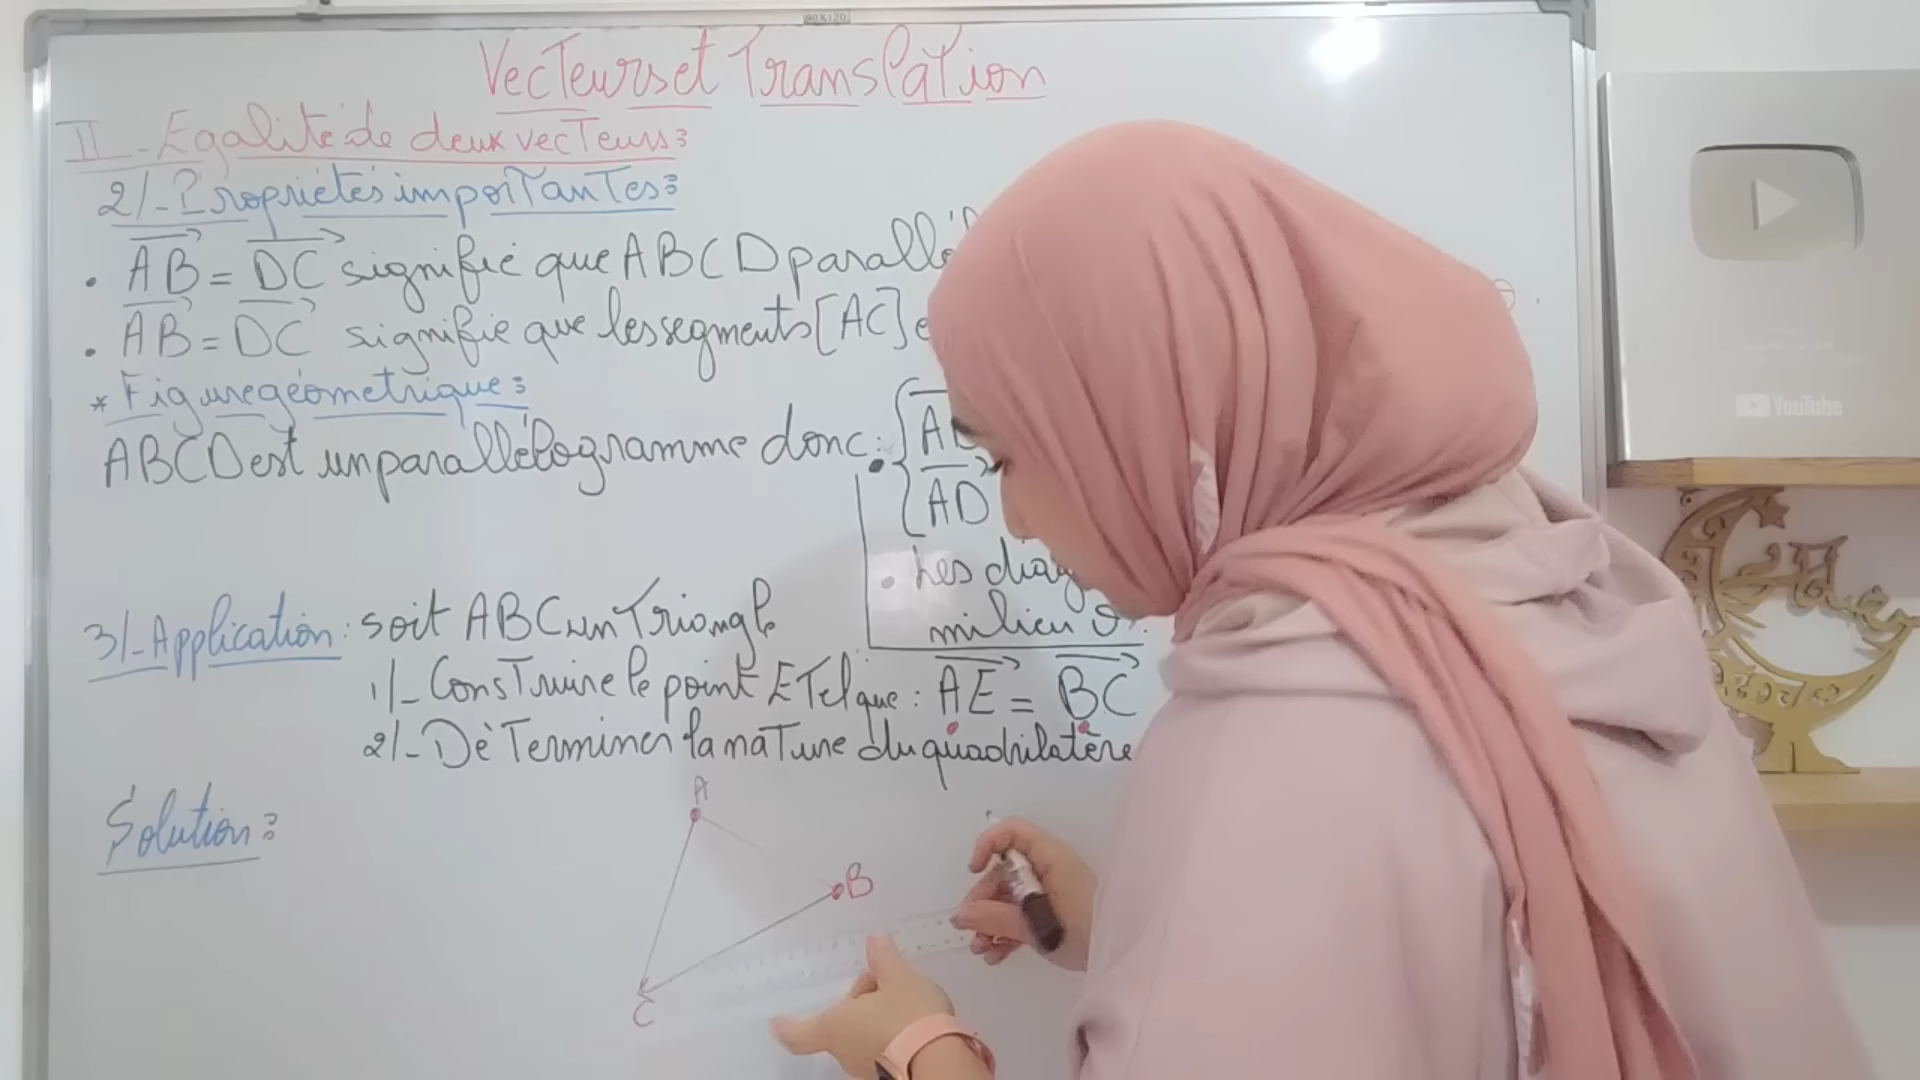 Vecteurs et Translation
II - Egalité de deux vecteurs:
2/- Propriétés importantes:
. AB = DC signifie que ABCD parallé
. AB = DC signifie que les segments [AC] e
* Figure géométrique:
ABCD est un parallélogramme donc:
AD
. Les diag
milieu O.
3/- Application: soit ABC un Triangle
1/- Construire le point E Tel que: AE = BC
2/- Déterminer la nature du quadrilatère
Solution:
A
B
C
YouTube